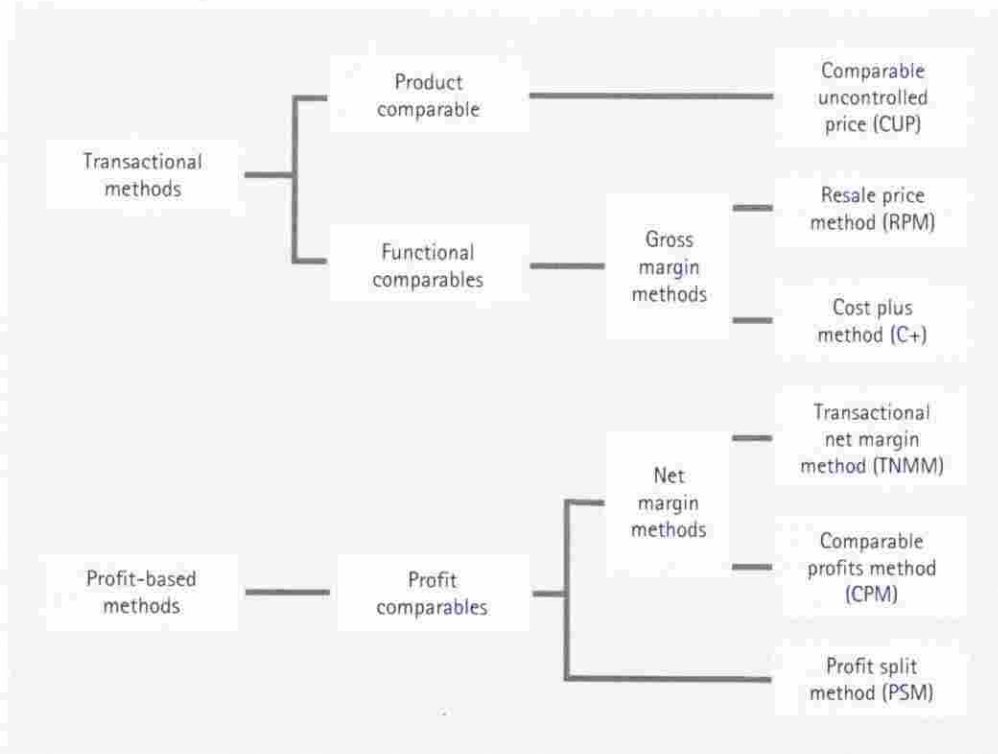 Product
comparable
Comparable
uncontrolled
price (CUP)
Transactional
methods
Resale price
method (RPM)
Functional
comparables
Gross
margin
methods
Cost plus
method (C+)
Transactional
net margin
method (TNMM)
Net
margin
methods
Comparable
profits method
(CPM)
Profit-based
methods
Profit
comparables
Profit split
method (PSM)